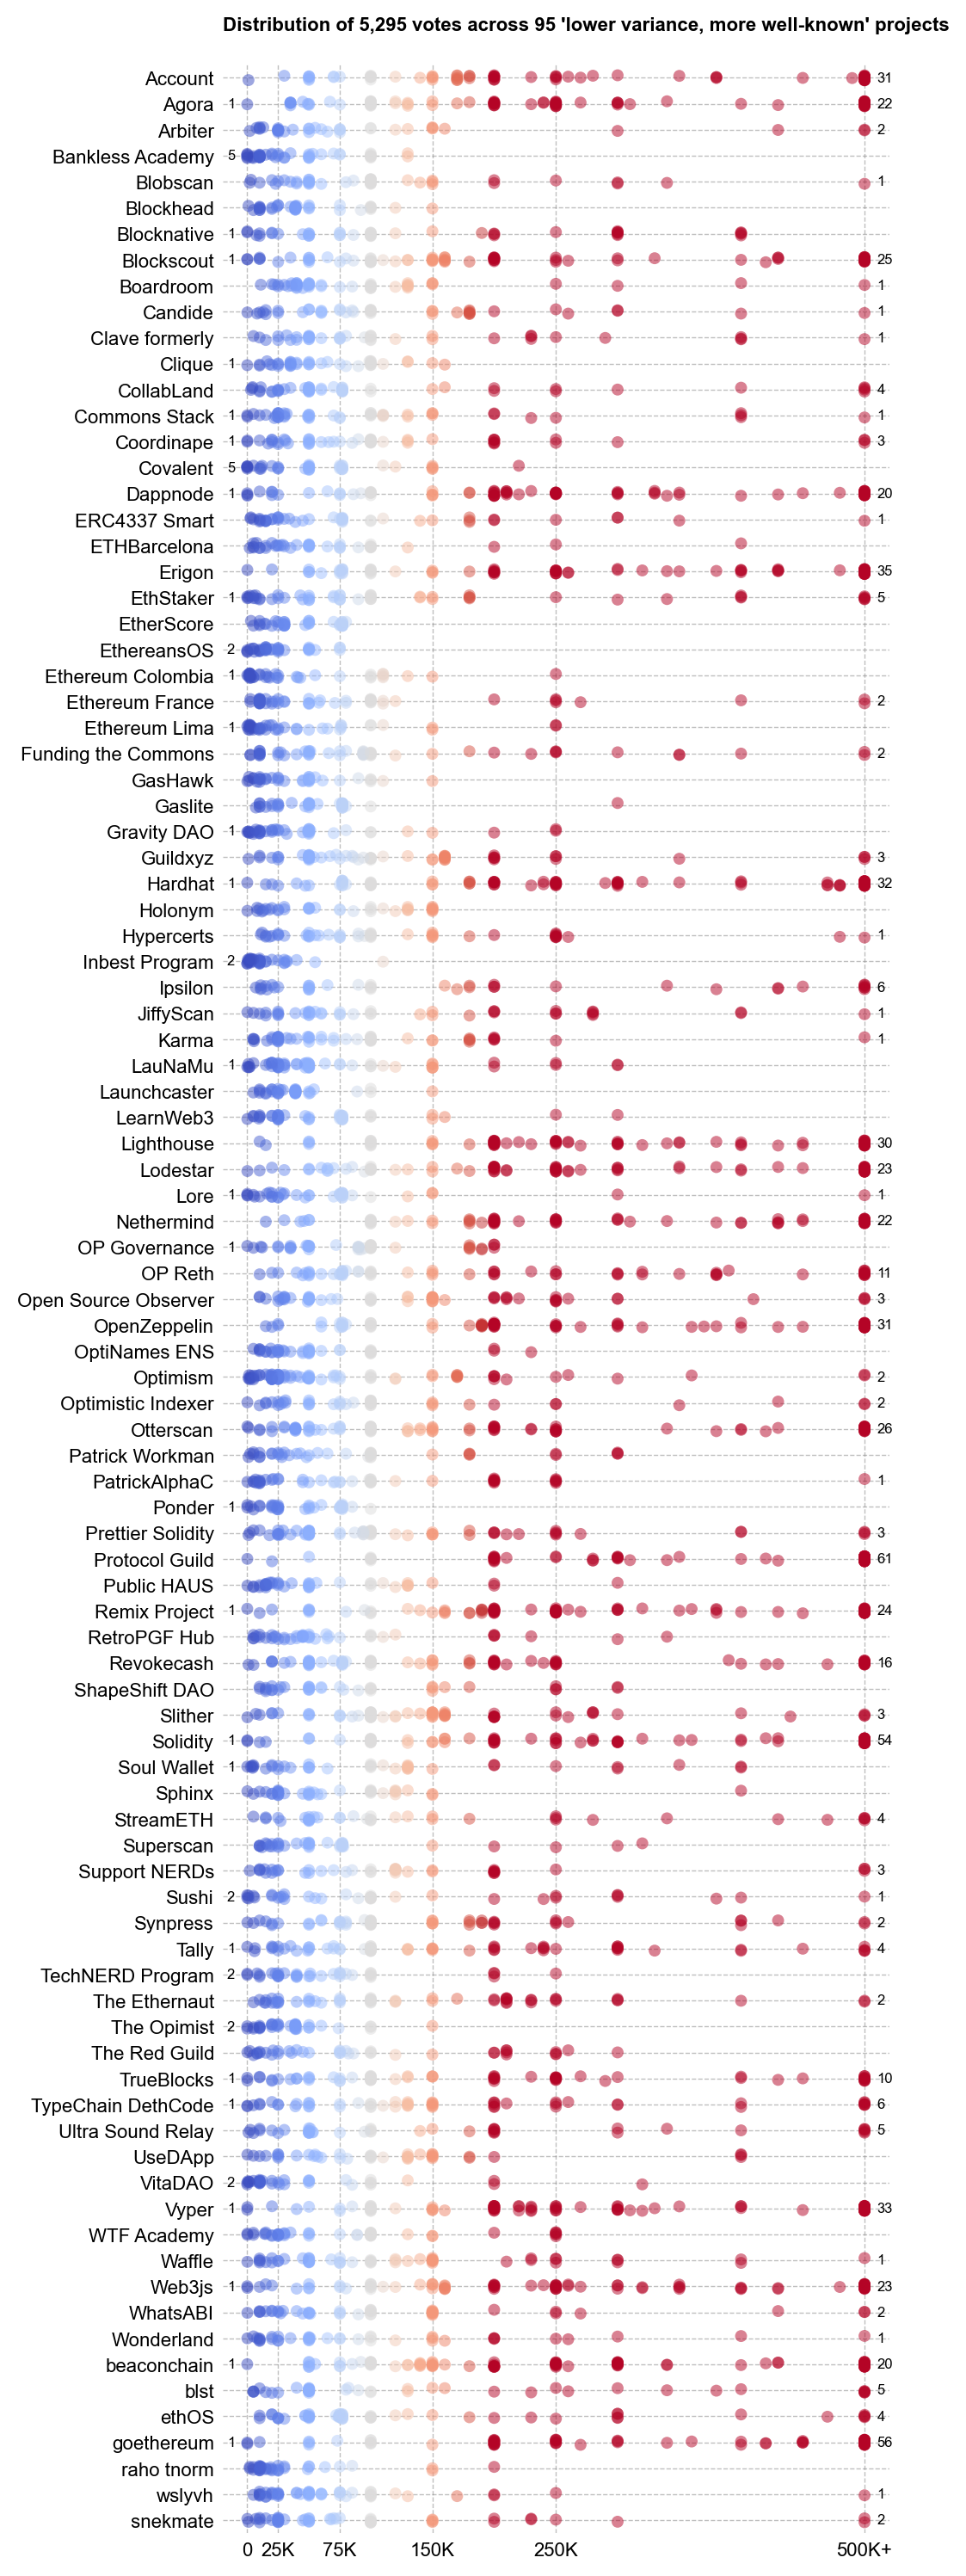 Distribution of 5,295 votes across 95 'lower variance, more well-known' projects
Account 31
Agora 1 22
Arbiter 2
Bankless Academy 5
Blobscan 1
Blockhead
Blocknative 1
Blockscout 1 25
Boardroom 1
Candide 1
Clave formerly 1
Clique 1
CollabLand 4
Commons Stack 1 1
Coordinape 1 3
Covalent 5
Dappnode 1 20
ERC4337 Smart 1
ETHBarcelona
Erigon 35
EthStaker 1 5
EtherScore
EthereansOS 2
Ethereum Colombia 1
Ethereum France 2
Ethereum Lima 1
Funding the Commons 2
GasHawk
Gaslite
Gravity DAO 1
Guildxyz 3
Hardhat 1 32
Holonym
Hypercerts 1
Inbest Program 2
Ipsilon 6
JiffyScan 1
Karma 1
LauNaMu 1
Launchcaster
LearnWeb3
Lighthouse 30
Lodestar 23
Lore 1 1
Nethermind 22
OP Governance 1
OP Reth 11
Open Source Observer 3
OpenZeppelin 31
OptiNames ENS
Optimism 2
Optimistic Indexer 2
Otterscan 26
Patrick Workman
PatrickAlphaC 1
Ponder 1
Prettier Solidity 3
Protocol Guild 61
Public HAUS
Remix Project 1 24
RetroPGF Hub
Revokecash 16
ShapeShift DAO
Slither 3
Solidity 1 54
Soul Wallet 1
Sphinx
StreamETH 4
Superscan
Support NERDs 3
Sushi 2 1
Synpress 2
Tally 1 4
TechNERD Program 2
The Ethernaut 2
The Opimist 2
The Red Guild
TrueBlocks 1 10
TypeChain DethCode 1 6
Ultra Sound Relay 5
UseDApp
VitaDAO 2
Vyper 1 33
WTF Academy
Waffle 1
Web3js 1 23
WhatsABI 2
Wonderland 1
beaconchain 1 20
blst 5
ethOS 4
goethereum 1 56
raho tnorm
wslyvh 1
snekmate 2
0 25K 75K 150K 250K 500K+